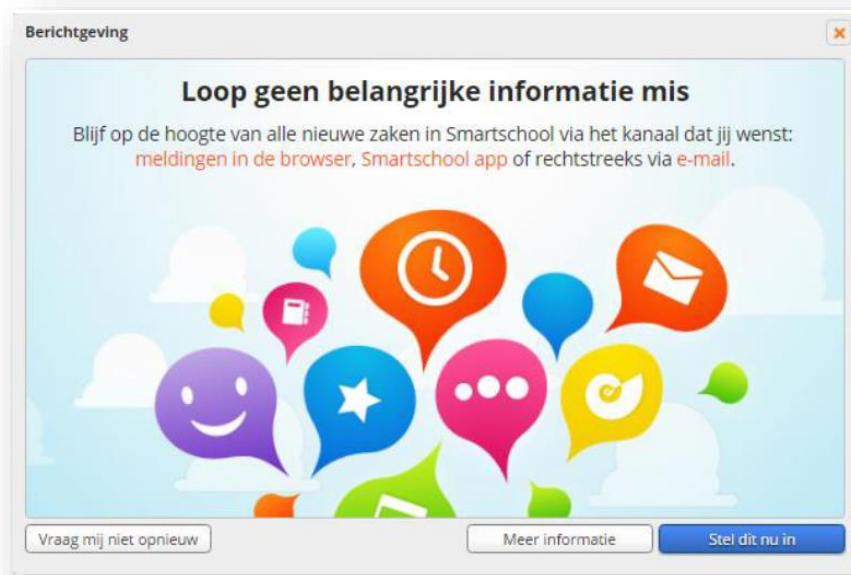 Berichtgeving
Loop geen belangrijke informatie mis
Blijf op de hoogte van alle nieuwe zaken in Smartschool via het kanaal dat jij wenst:
meldingen in de browser, Smartschool app of rechtstreeks via e-mail.
Vraag mij niet opnieuw
Meer informatie
Stel dit nu in